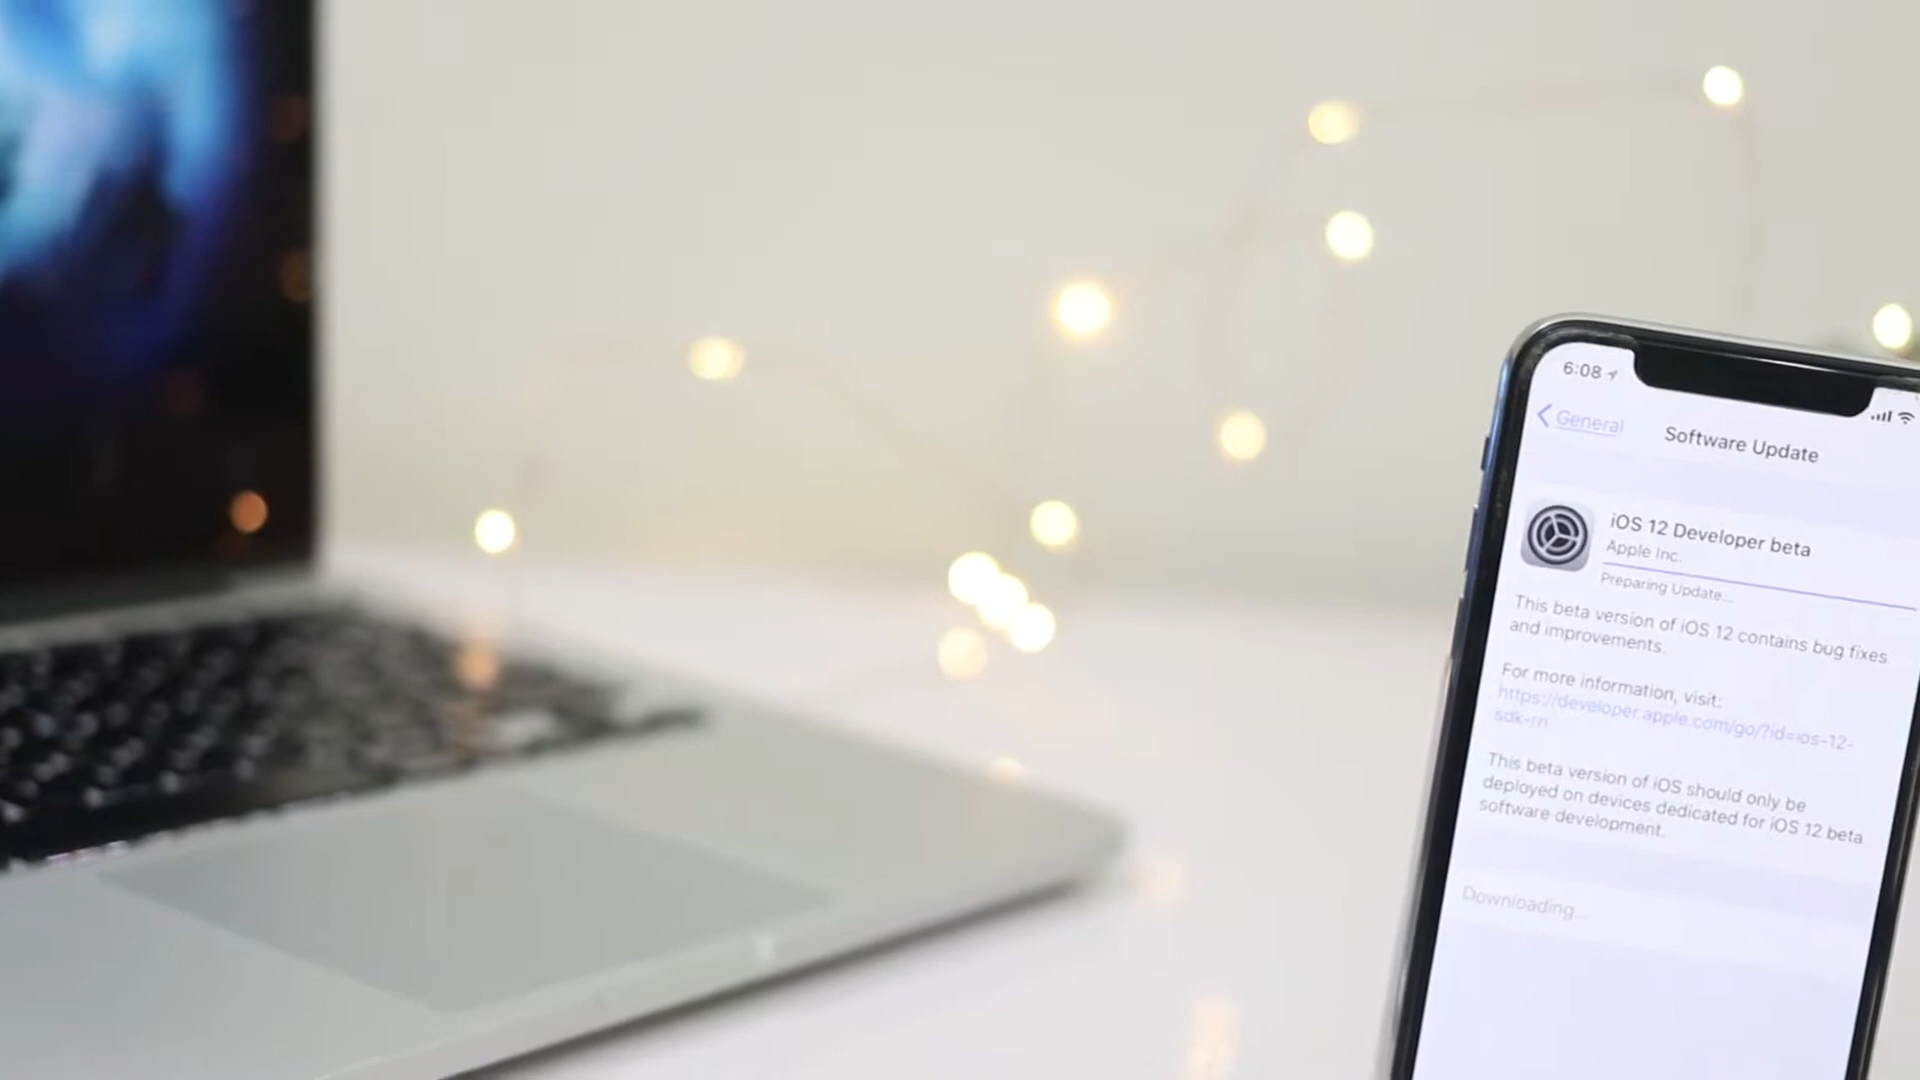 6:08
General
Software Update
iOS 12 Developer beta
Apple Inc.
Preparing Update...
This beta version of iOS 12 contains bug fixes
and improvements.
For more information, visit:
https://developer.apple.com/go/?id=ios-12-
sdk-rn
This beta version of iOS should only be
deployed on devices dedicated for iOS 12 beta
software development.
Downloading...